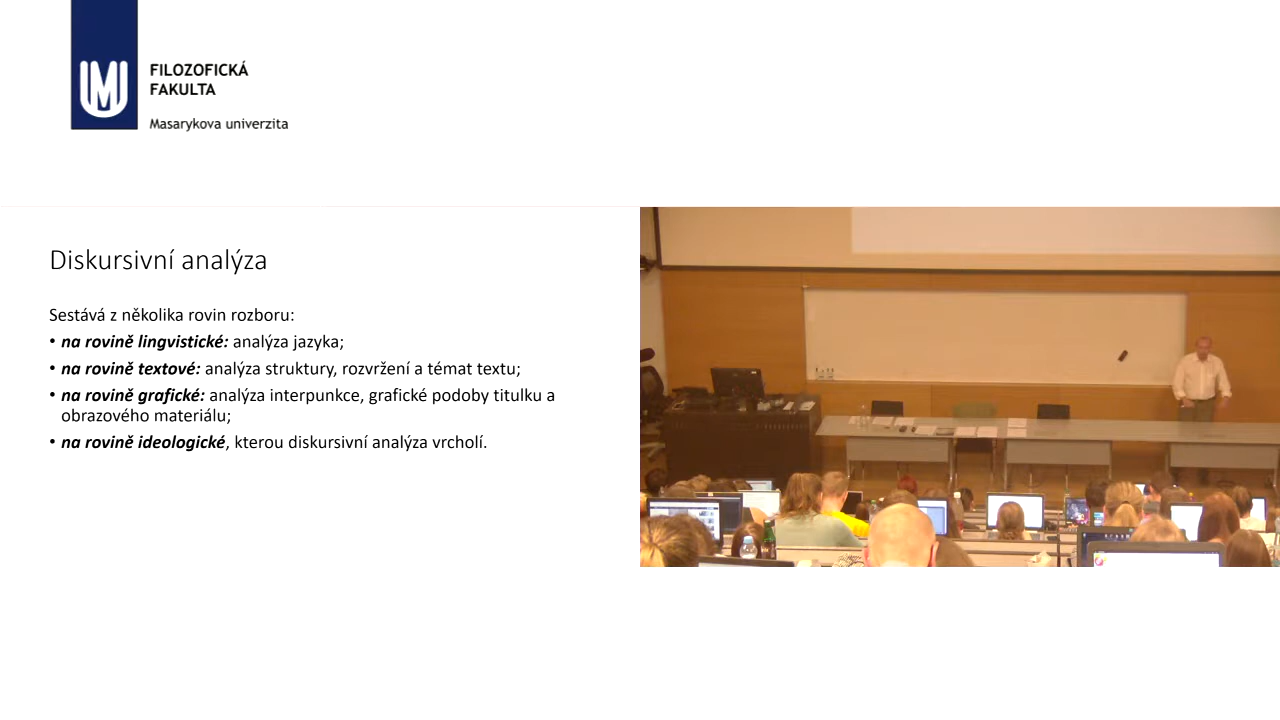 FILOZOFICKÁ
FAKULTA
Masarykova univerzita
Diskursivní analýza
Sestává z několika rovin rozboru:
• na rovině lingvistické: analýza jazyka;
• na rovině textové: analýza struktury, rozvržení a témat textu;
• na rovině grafické: analýza interpunkce, grafické podoby titulku a
obrazového materiálu;
• na rovině ideologické, kterou diskursivní analýza vrcholí.